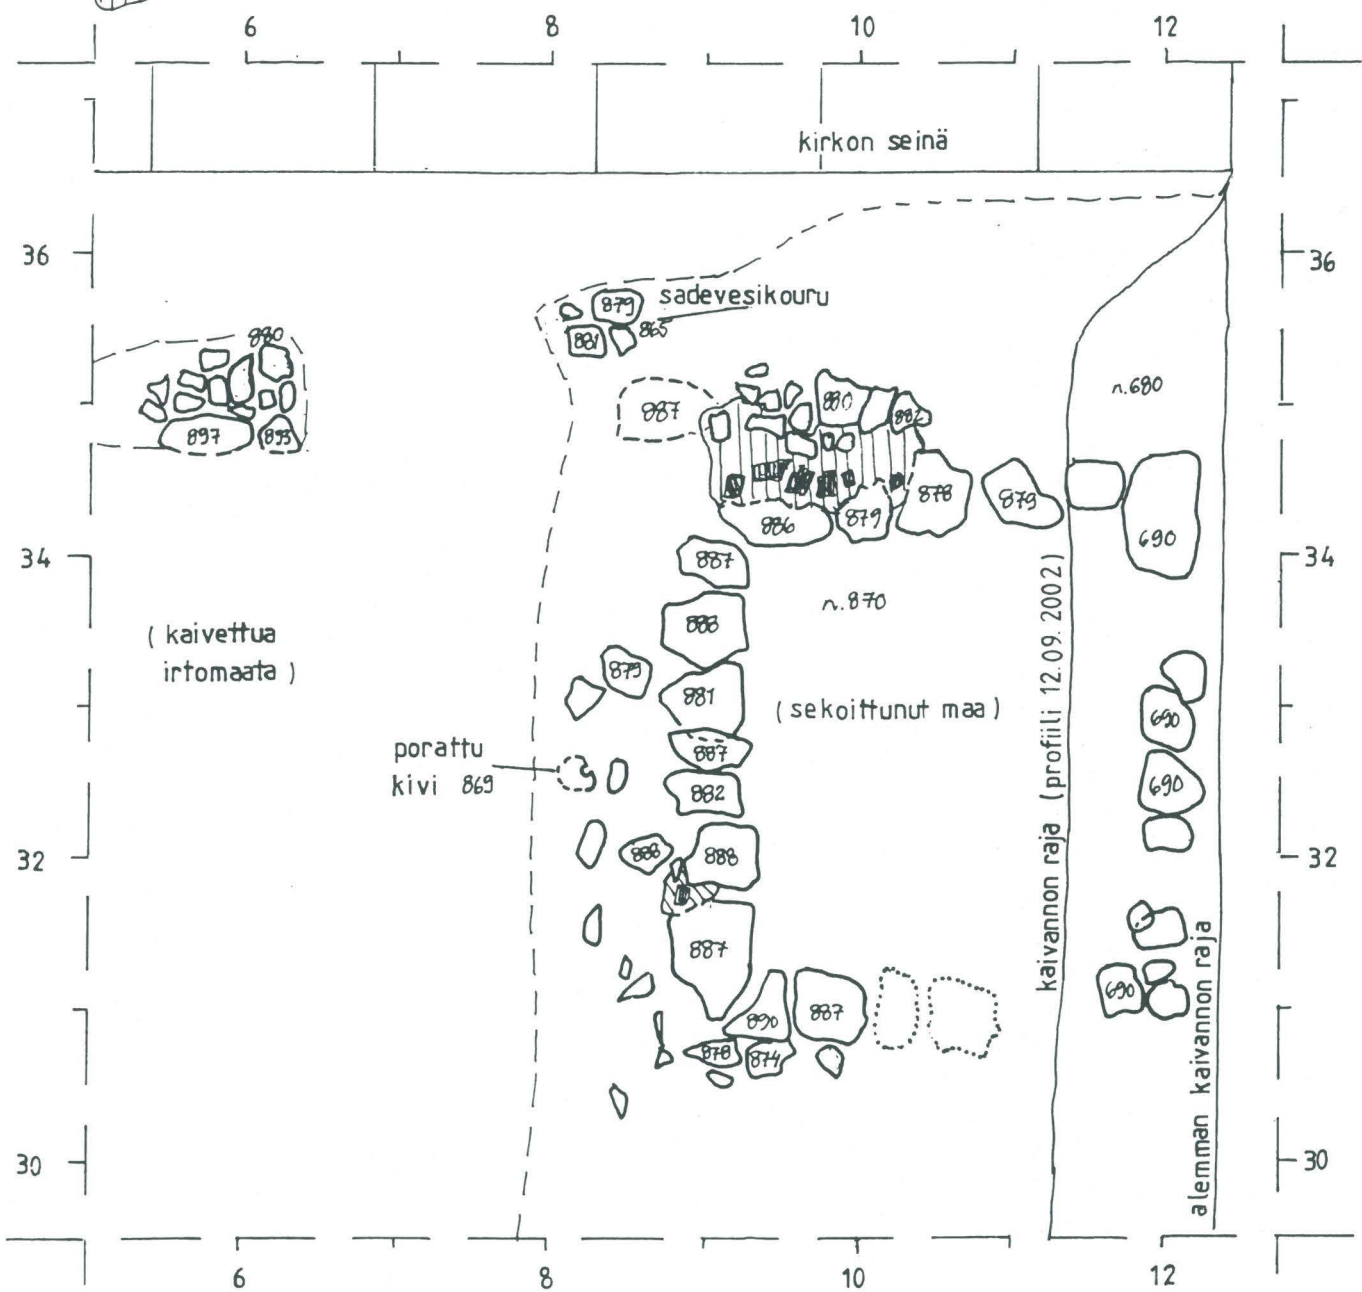 6 8 10 12
kirkon seinä
36 36
879 sadevesikouru
881 865
880
n.680
887 880 882
897 893
878 879
886 879 690
34 887 34
n.870
888
( kaivettua
irtomaata )
879
881 ( sekoittunut maa )
690
887
porattu
kivi 869
882 690
32 888 888 32
887
690
890 887
878 874
30 30
kaivannon raja (profiili 12.09.2002)
alemman kaivannon raja
6 8 10 12